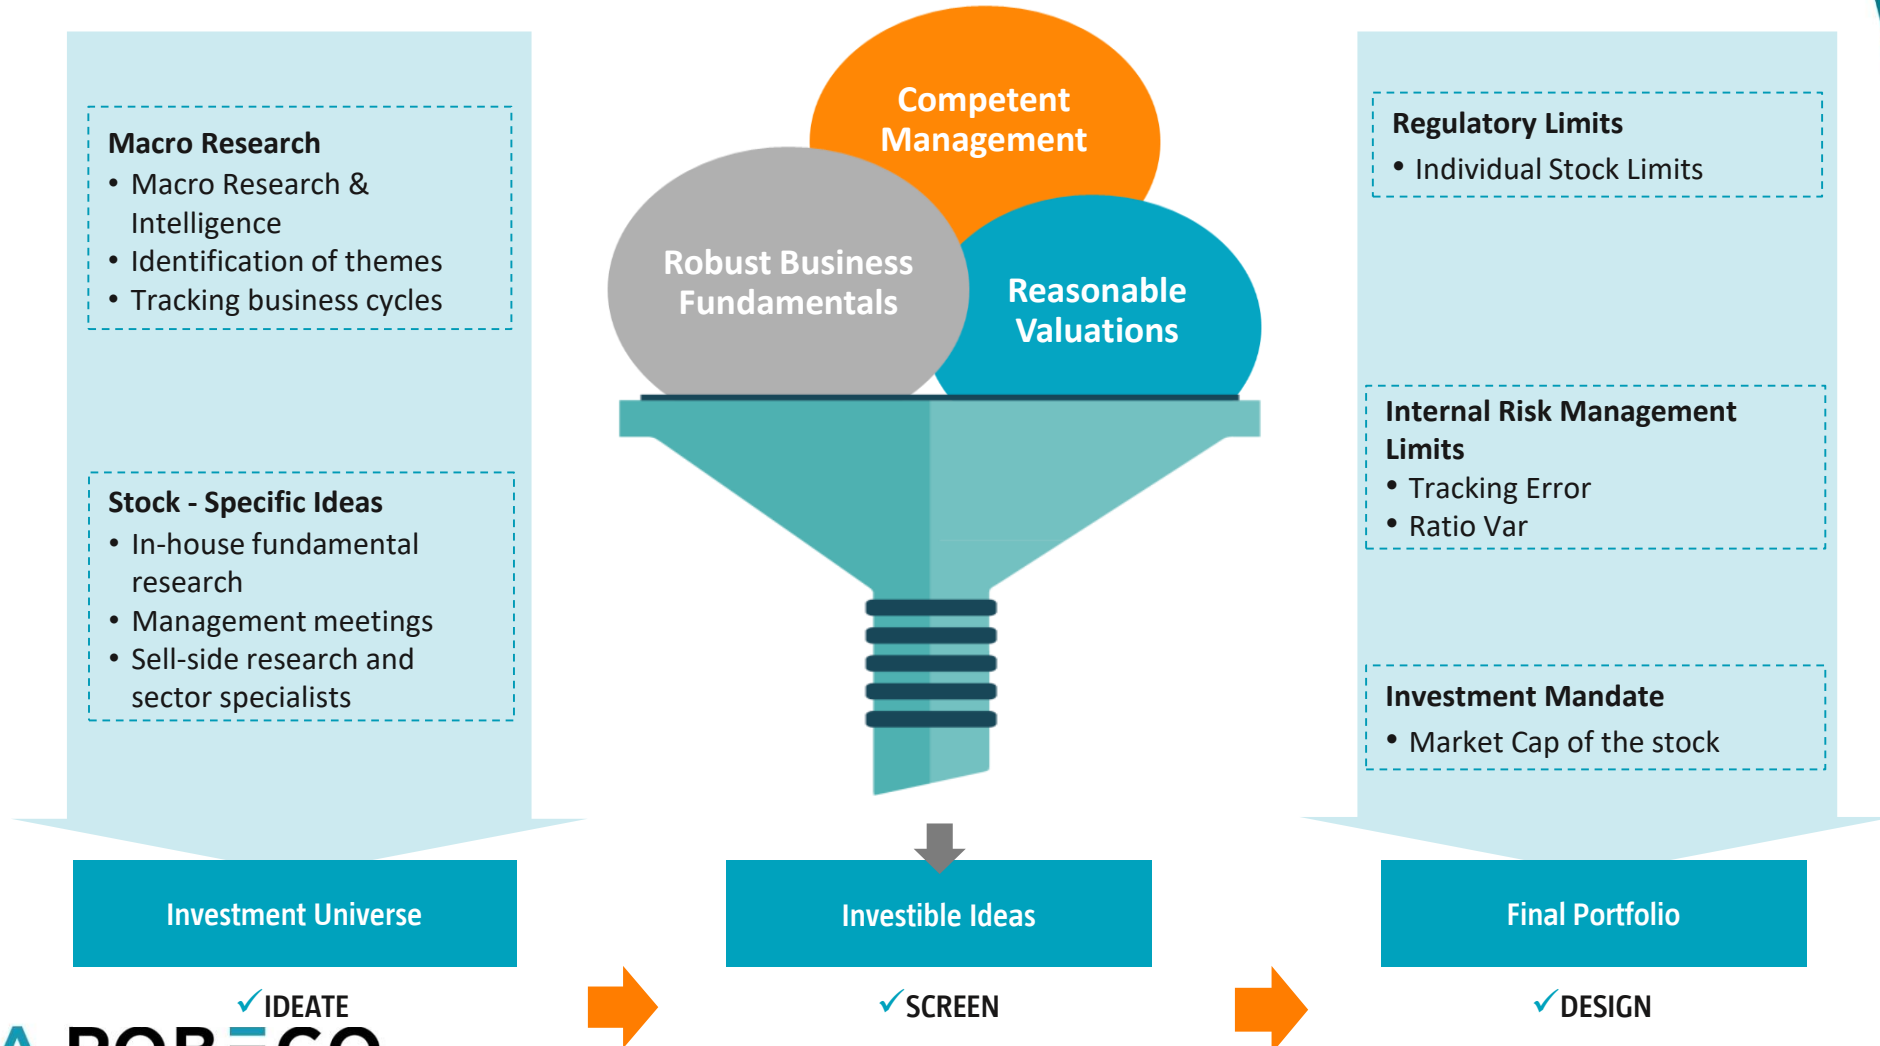 Macro Research
• Macro Research &
Intelligence
• Identification of themes
• Tracking business cycles
Stock - Specific Ideas
• In-house fundamental
research
• Management meetings
• Sell-side research and
sector specialists
Investment Universe
✓IDEATE
Competent
Management
Robust Business
Fundamentals
Reasonable
Valuations
Investible Ideas
✓SCREEN
Regulatory Limits
• Individual Stock Limits
Internal Risk Management
Limits
• Tracking Error
• Ratio Var
Investment Mandate
• Market Cap of the stock
Final Portfolio
✓DESIGN
ROBECO